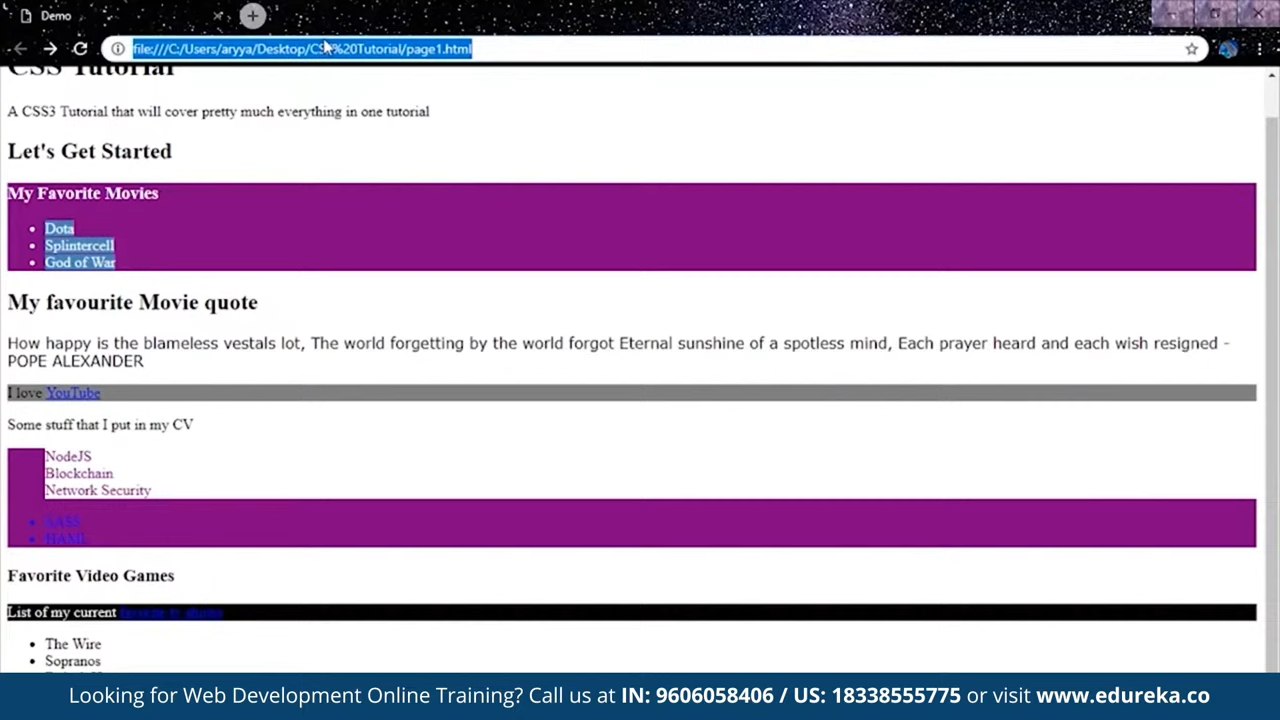 Demo
file:///C:/Users/aryya/Desktop/CSS%20Tutorial/page1.html
CSS Tutorial
A CSS3 Tutorial that will cover pretty much everything in one tutorial
Let's Get Started
My Favorite Movies
Dota
Splintercell
God of War
My favourite Movie quote
How happy is the blameless vestals lot, The world forgetting by the world forgot Eternal sunshine of a spotless mind, Each prayer heard and each wish resigned -
POPE ALEXANDER
I love YouTube
Some stuff that I put in my CV
NodeJS
Blockchain
Network Security
SASS
HAML
Favorite Video Games
List of my current
The Wire
Sopranos
Looking for Web Development Online Training? Call us at IN: 9606058406 / US: 18338555775 or visit www.edureka.co